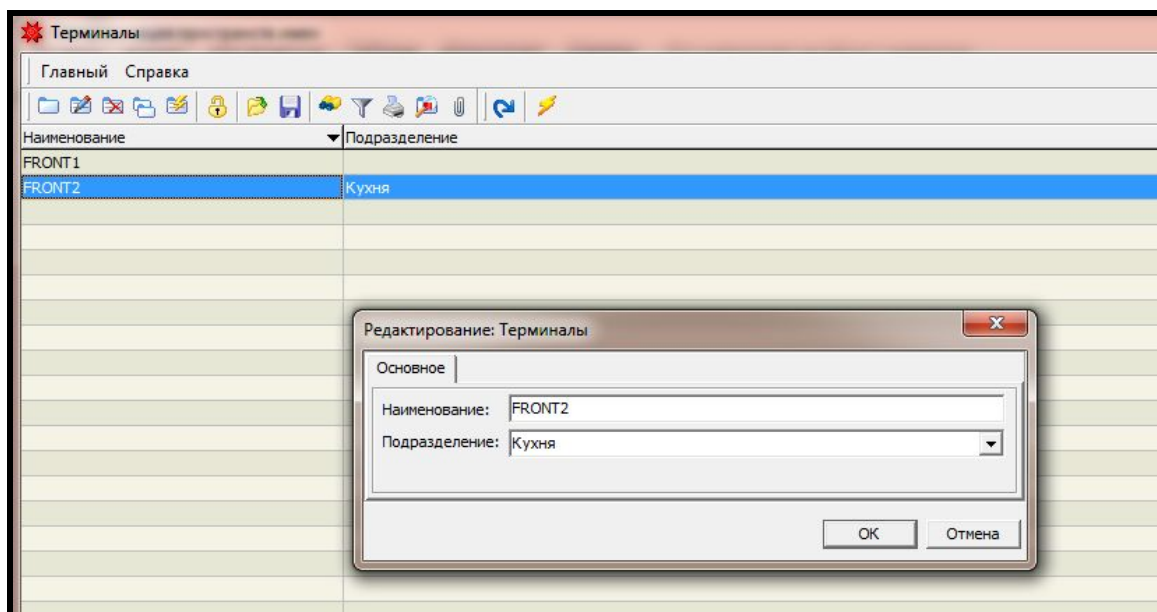 Терминалы
Главный Справка
Наименование Подразделение
FRONT1
FRONT2 Кухня
Редактирование: Терминалы
Основное
Наименование: FRONT2
Подразделение: Кухня
OK Отмена